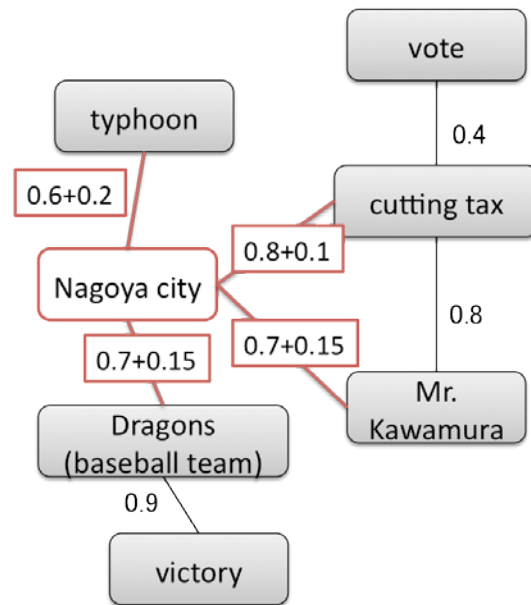 vote
typhoon
0.4
0.6+0.2
cutting tax
0.8+0.1
Nagoya city
0.8
0.7+0.15
0.7+0.15
Mr.
Kawamura
Dragons
(baseball team)
0.9
victory